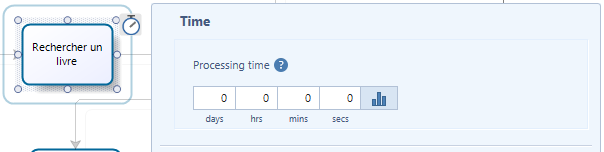 Rechercher un
livre
Time
Processing time ?
0 0 0 0
days hrs mins secs